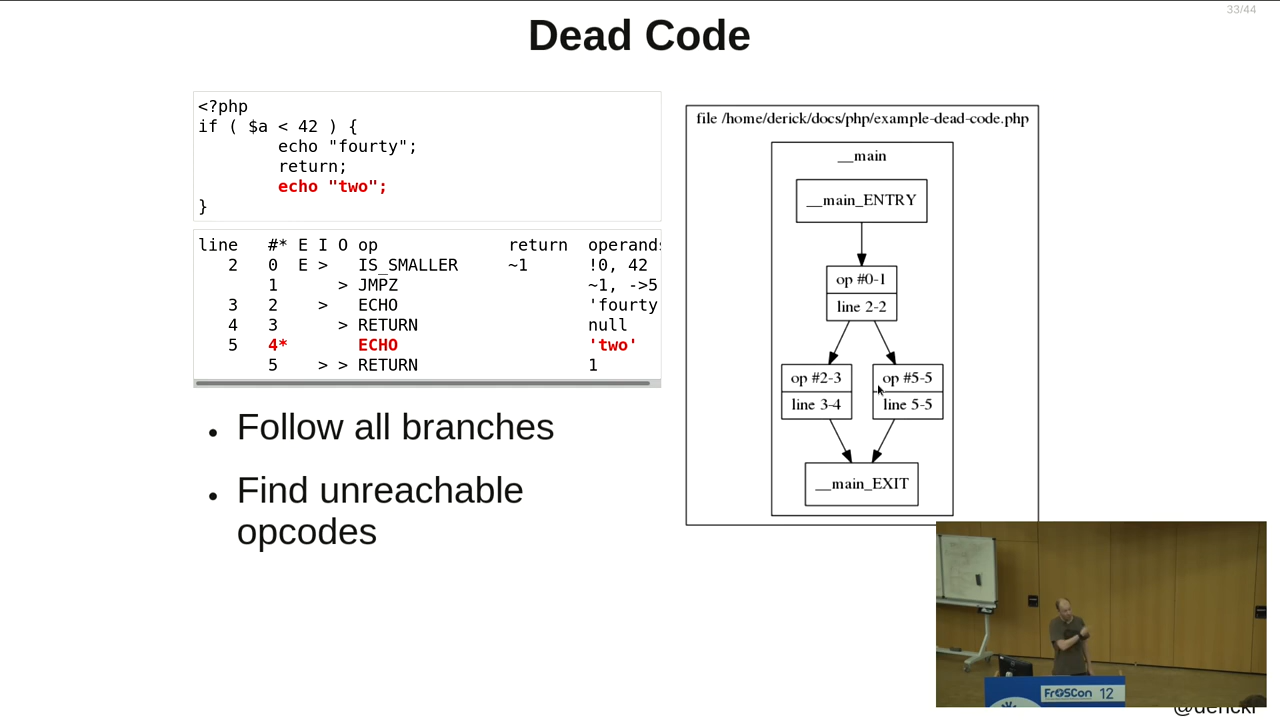 33/44
Dead Code
<?php
if ( $a < 42 ) {
echo "fourty";
return;
echo "two";
}
line #* E I O op return operands
2 0 E > IS_SMALLER ~1 !0, 42
1 > JMPZ ~1, ->5
3 2 > ECHO 'fourty
4 3 > RETURN null
5 4* ECHO 'two'
5 > > RETURN 1
Follow all branches
Find unreachable
opcodes
file /home/derick/docs/php/example-dead-code.php
__main
__main_ENTRY
op #0-1
line 2-2
op #2-3
line 3-4
op #5-5
line 5-5
__main_EXIT
FrOSCon 12